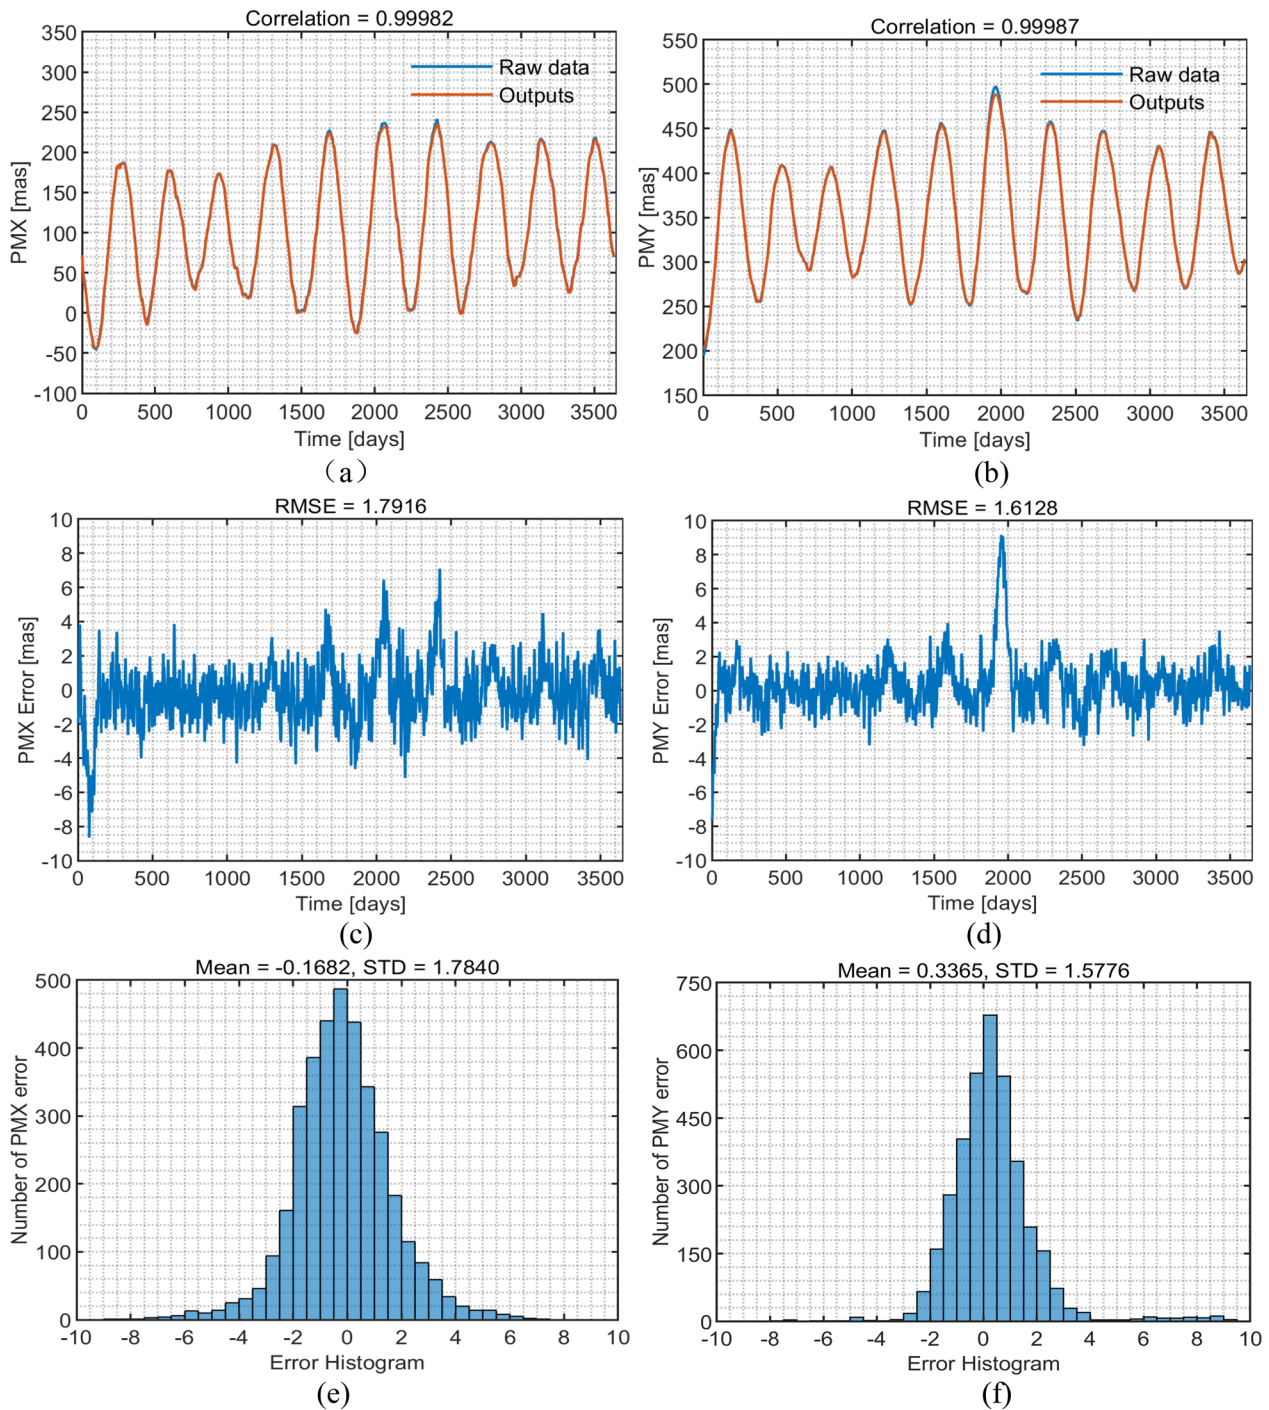 Correlation = 0.99982
350
300
250
200
150
100
50
0
-50
-100
PMX [mas]
Raw data
Outputs
0 500 1000 1500 2000 2500 3000 3500
Time [days]
（a）
Correlation = 0.99987
550
500
450
400
350
300
250
200
150
PMY [mas]
Raw data
Outputs
0 500 1000 1500 2000 2500 3000 3500
Time [days]
(b)
RMSE = 1.7916
10
8
6
4
2
0
-2
-4
-6
-8
-10
PMX Error [mas]
0 500 1000 1500 2000 2500 3000 3500
Time [days]
(c)
RMSE = 1.6128
10
8
6
4
2
0
-2
-4
-6
-8
-10
PMY Error [mas]
0 500 1000 1500 2000 2500 3000 3500
Time [days]
(d)
Mean = -0.1682, STD = 1.7840
500
400
300
200
100
0
Number of PMX error
-10 -8 -6 -4 -2 0 2 4 6 8 10
Error Histogram
(e)
Mean = 0.3365, STD = 1.5776
750
600
450
300
150
0
Number of PMY error
-10 -8 -6 -4 -2 0 2 4 6 8 10
Error Histogram
(f)